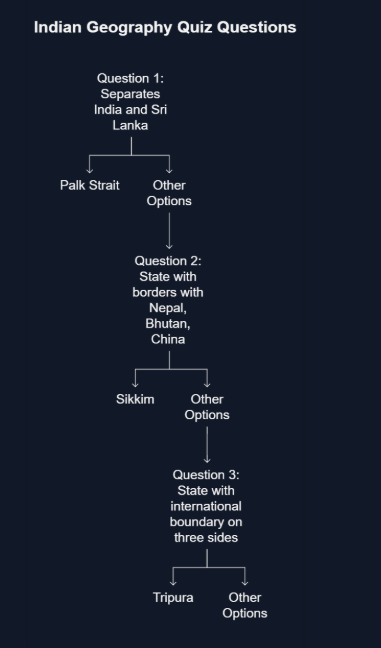 Indian Geography Quiz Questions
Question 1:
Separates
India and Sri
Lanka
Palk Strait
Other
Options
Question 2:
State with
borders with
Nepal,
Bhutan,
China
Sikkim
Other
Options
Question 3:
State with
international
boundary on
three sides
Tripura
Other
Options